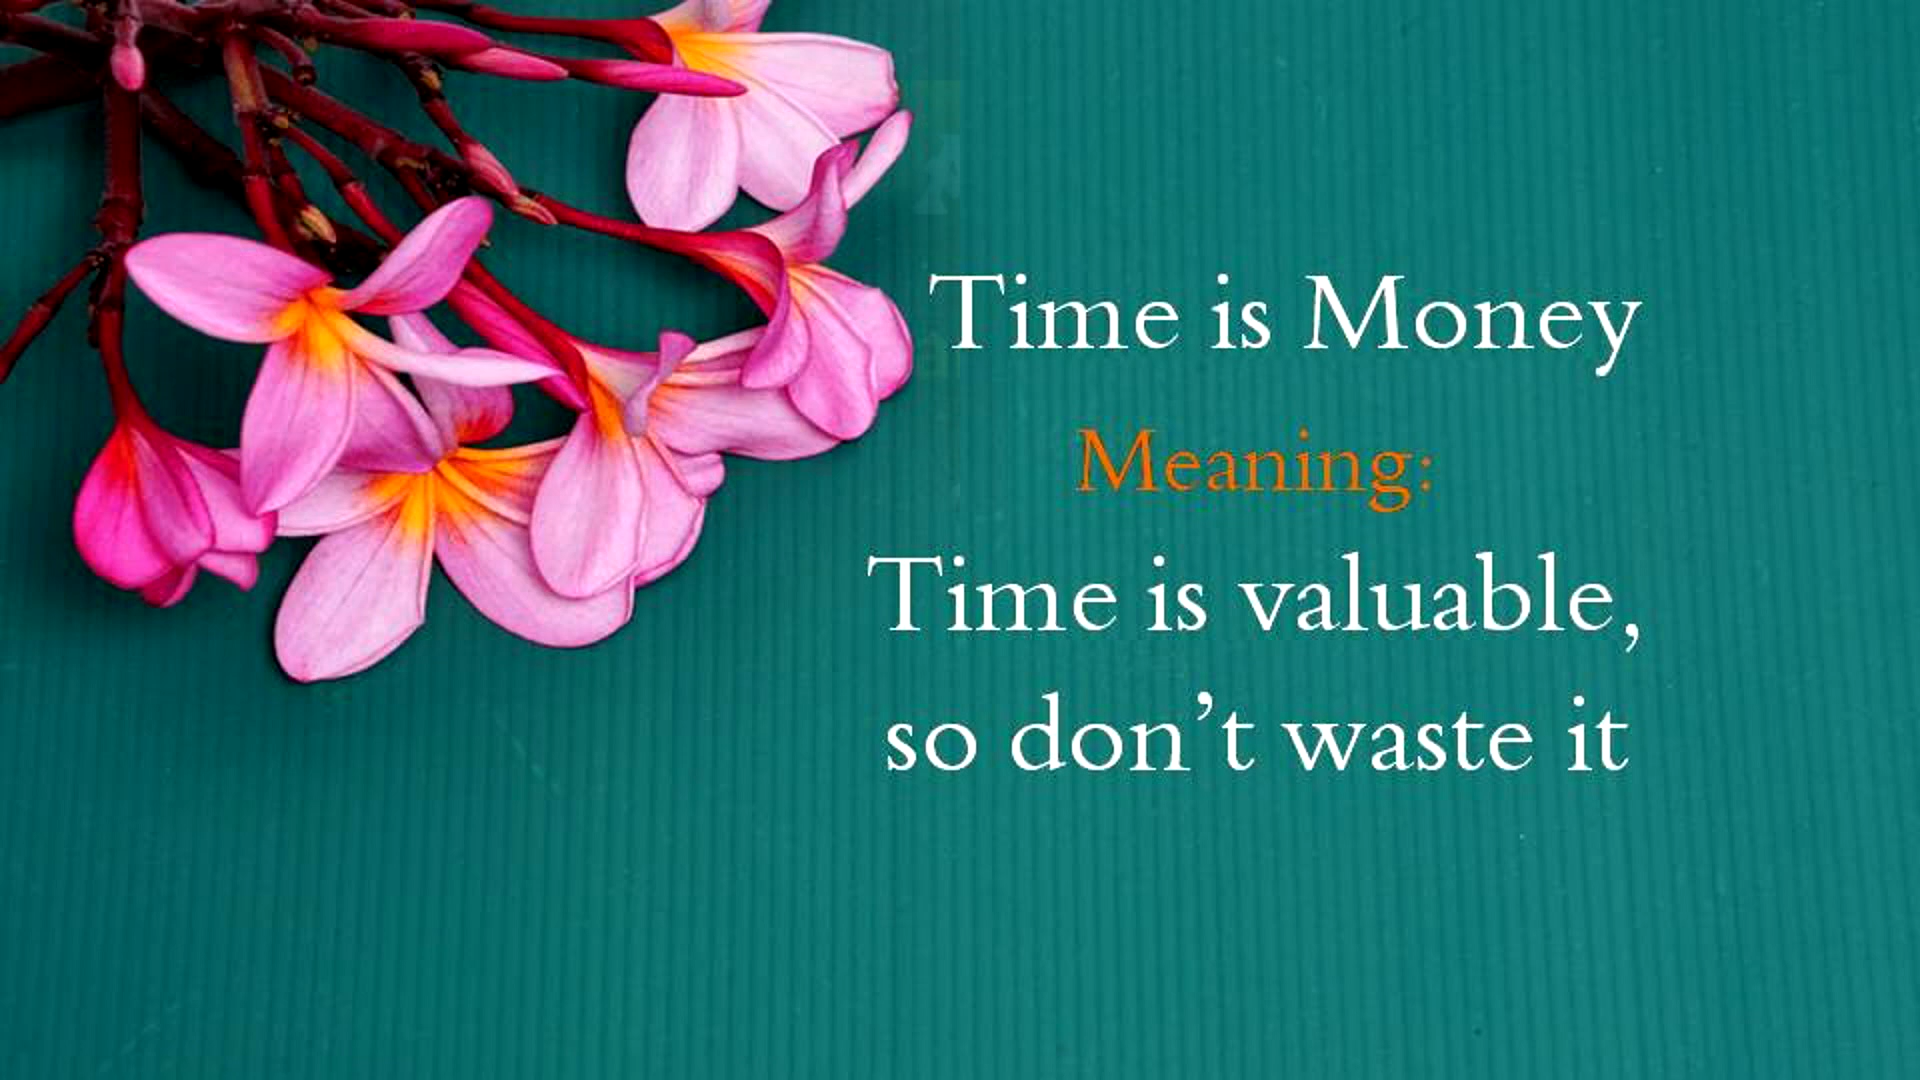 Time is Money
Meaning:
Time is valuable,
so don’t waste it